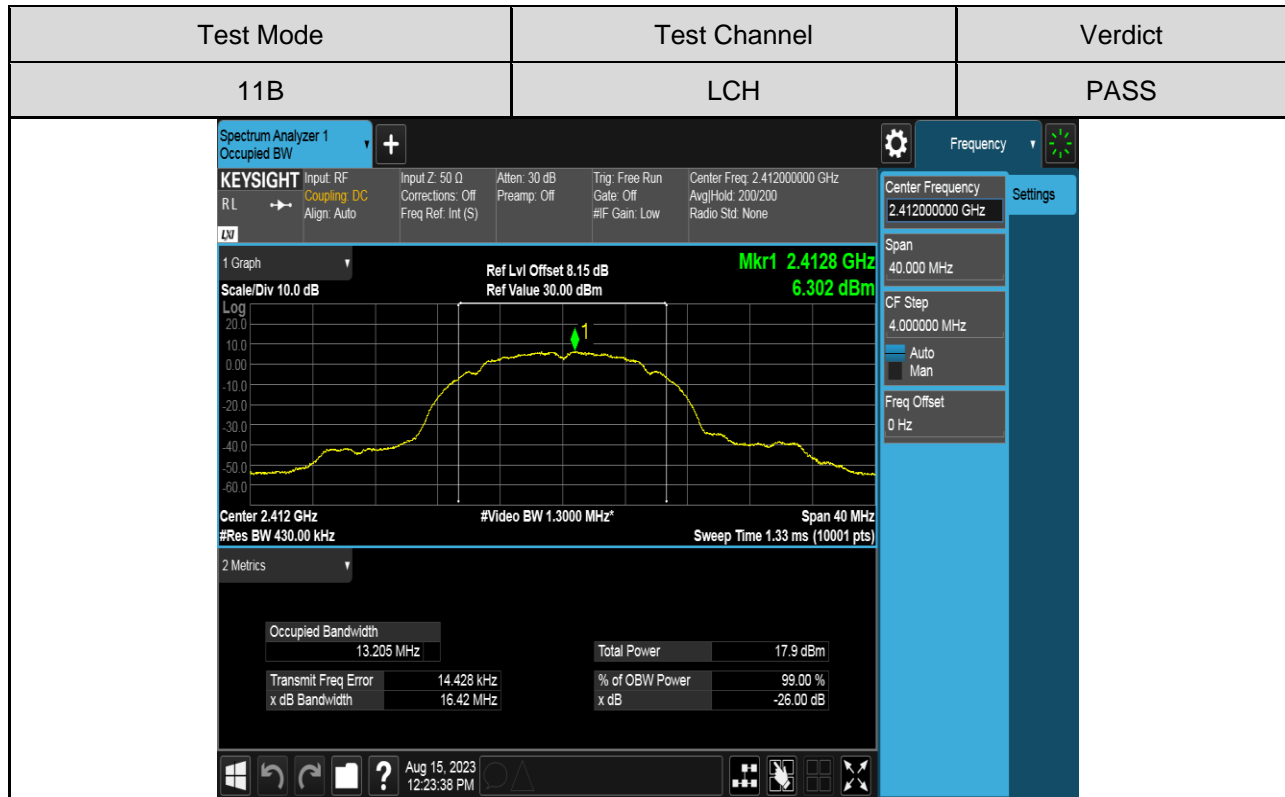 Test Mode Test Channel Verdict
11B LCH PASS
Spectrum Analyzer 1
Occupied BW
+
Frequency
KEYSIGHT Input: RF Input Z: 50 Ω Atten: 30 dB Trig: Free Run Center Freq: 2.412000000 GHz
RL Coupling: DC Corrections: Off Preamp: Off Gate: Off Avg|Hold: 200/200
Align: Auto Freq Ref: Int (S) #IF Gain: Low Radio Std: None
LXI
Center Frequency
2.412000000 GHz
Settings
Span
40.000 MHz
CF Step
4.000000 MHz
Auto
Man
Freq Offset
0 Hz
1 Graph
Scale/Div 10.0 dB
Ref Lvl Offset 8.15 dB
Ref Value 30.00 dBm
Mkr1 2.4128 GHz
6.302 dBm
Log
20.0
10.0
0.00
-10.0
-20.0
-30.0
-40.0
-50.0
-60.0
1
Center 2.412 GHz #Video BW 1.3000 MHz* Span 40 MHz
#Res BW 430.00 kHz Sweep Time 1.33 ms (10001 pts)
2 Metrics
Occupied Bandwidth
13.205 MHz Total Power 17.9 dBm
Transmit Freq Error 14.428 kHz % of OBW Power 99.00 %
x dB Bandwidth 16.42 MHz x dB -26.00 dB
? Aug 15, 2023
12:23:38 PM